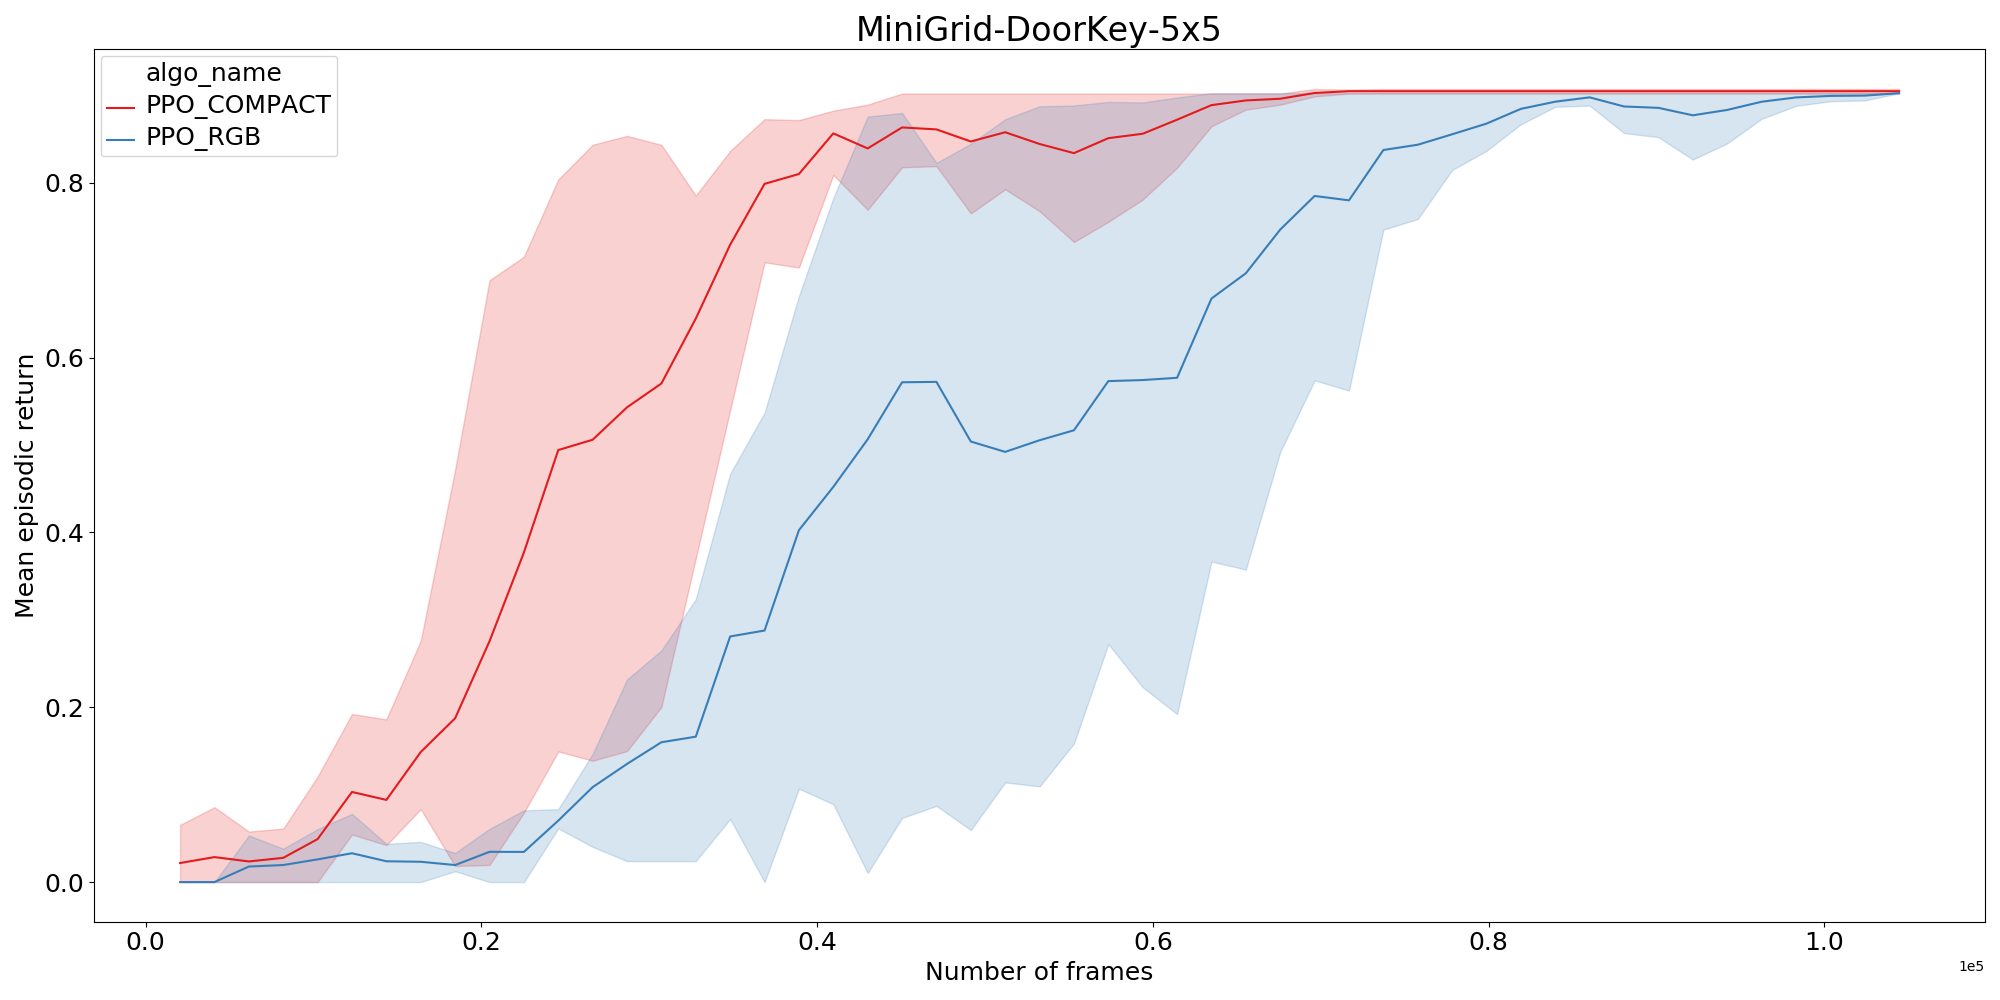 MiniGrid-DoorKey-5x5
algo_name
PPO_COMPACT
PPO_RGB
Mean episodic return
0.8
0.6
0.4
0.2
0.0
0.0 0.2 0.4 0.6 0.8 1.0
Number of frames
1e5